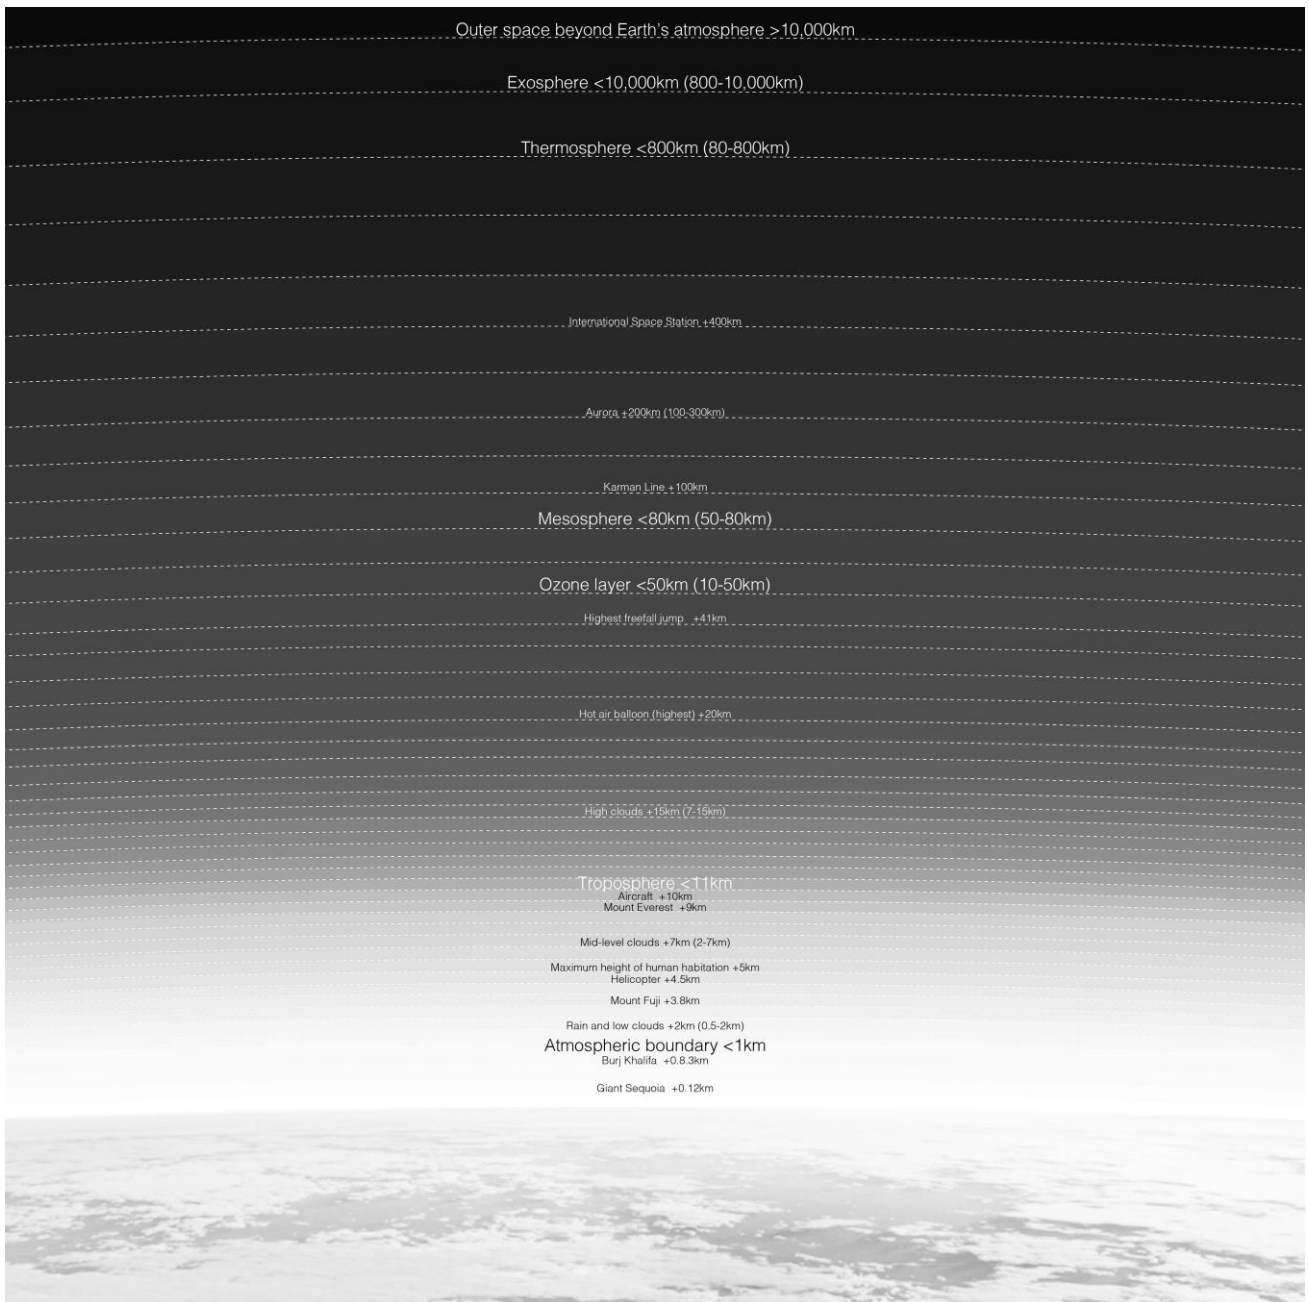 Outer space beyond Earth's atmosphere >10,000km
Exosphere <10,000km (800-10,000km)
Thermosphere <800km (80-800km)
International Space Station +400km
Aurora +200km (100-300km)
Karman Line +100km
Mesosphere <80km (50-80km)
Ozone layer <50km (10-50km)
Highest freefall jump +41km
Hot air balloon (highest) +20km
High clouds +15km (7-15km)
Troposphere <11km
Aircraft +10km
Mount Everest +9km
Mid-level clouds +7km (2-7km)
Maximum height of human habitation +5km
Helicopter +4.5km
Mount Fuji +3.8km
Rain and low clouds +2km (0.5-2km)
Atmospheric boundary <1km
Burj Khalifa +0.8.3km
Giant Sequoia +0.12km